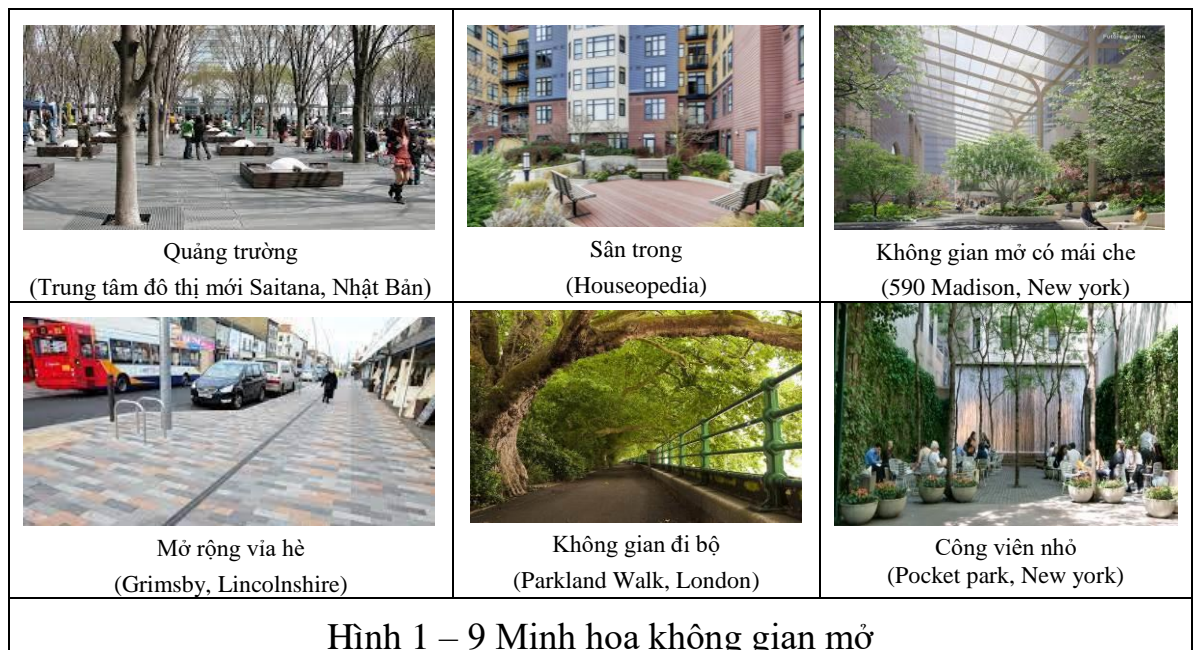 Quảng trường
(Trung tâm đô thị mới Saitana, Nhật Bản)
Sân trong
(Houseopedia)
Không gian mở có mái che
(590 Madison, New york)
Mở rộng vỉa hè
(Grimsby, Lincolnshire)
Không gian đi bộ
(Parkland Walk, London)
Công viên nhỏ
(Pocket park, New york)
Hình 1 – 9 Minh hoạ không gian mở